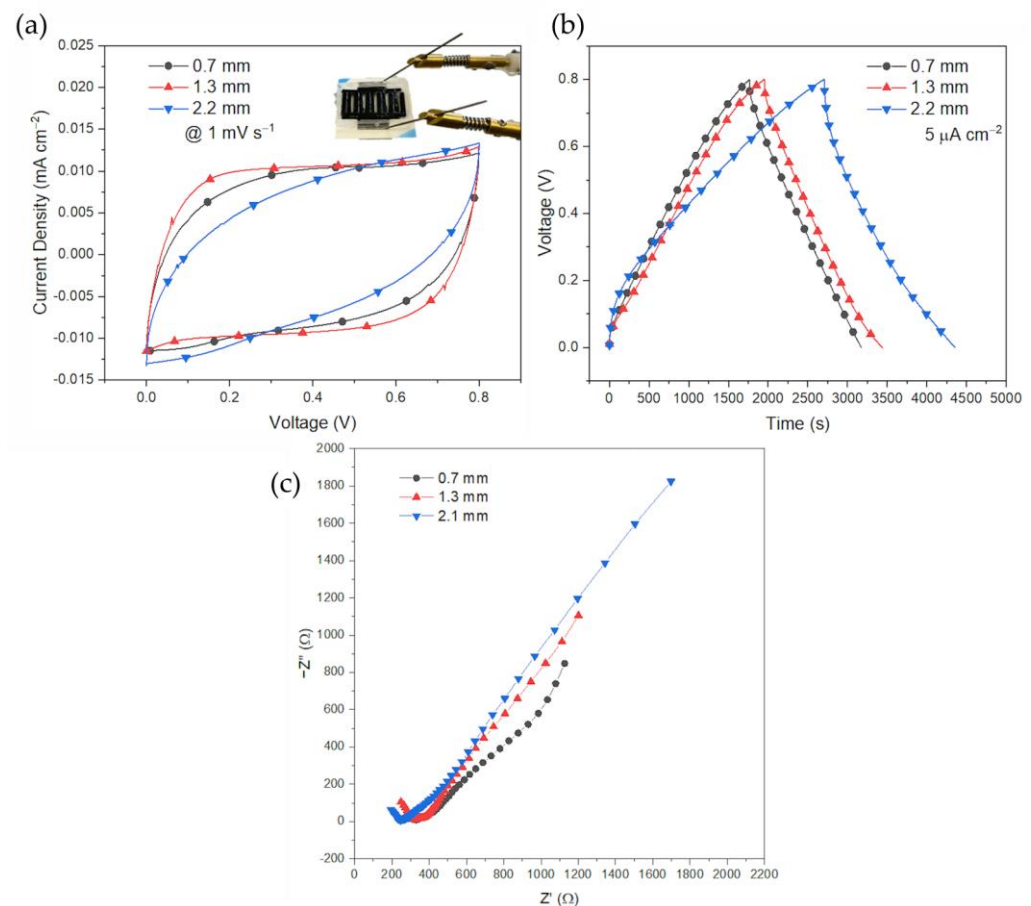 (a)
0.7 mm
1.3 mm
2.2 mm
@ 1 mV s⁻¹
Current Density (mA cm⁻²)
0.025
0.020
0.015
0.010
0.005
0.000
-0.005
-0.010
-0.015
0.0 0.2 0.4 0.6 0.8
Voltage (V)
(b)
0.7 mm
1.3 mm
2.2 mm
5 μA cm⁻²
Voltage (V)
0.8
0.6
0.4
0.2
0.0
0 500 1000 1500 2000 2500 3000 3500 4000 4500 5000
Time (s)
(c)
0.7 mm
1.3 mm
2.1 mm
−Z" (Ω)
2000
1800
1600
1400
1200
1000
800
600
400
200
0
-200
0 200 400 600 800 1000 1200 1400 1600 1800 2000 2200
Z' (Ω)